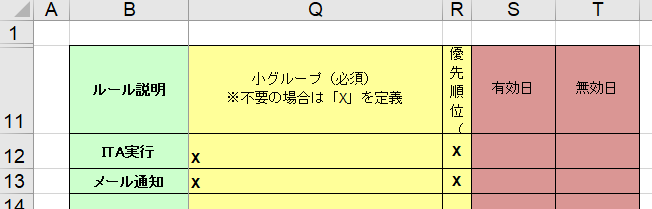 A B Q R S T
1
11 ルール説明 小グループ（必須） 優先順位（ 有効日 無効日
※不要の場合は「X」を定義
12 ITA実行 X X
13 メール通知 X X
14